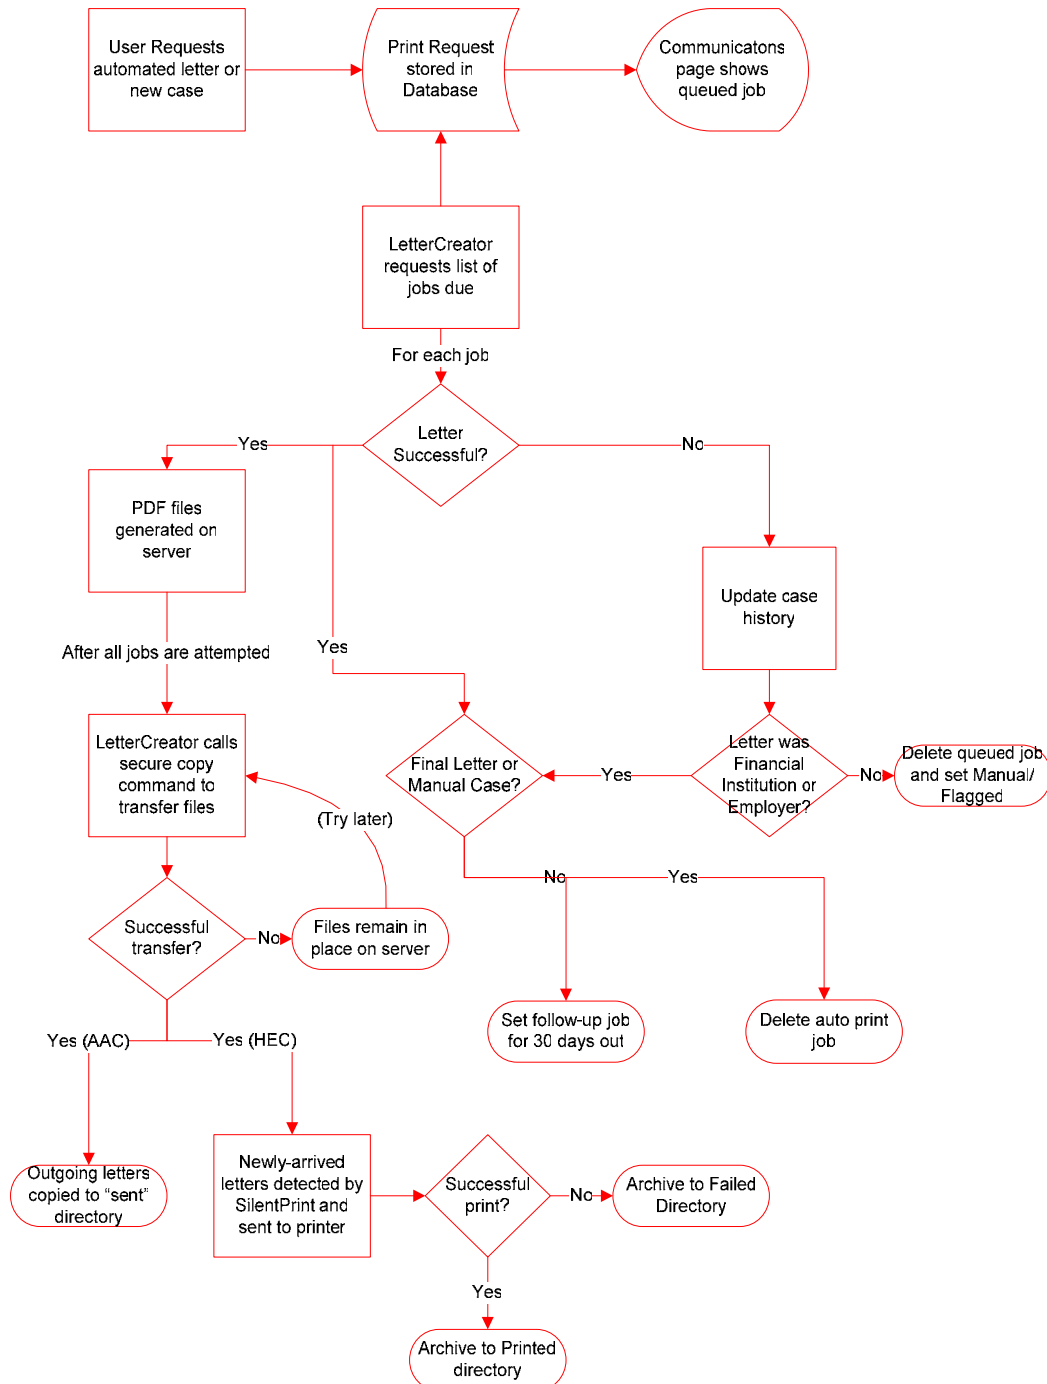 User Requests
automated letter or
new case
Print Request
stored in
Database
Communicatons
page shows
queued job
LetterCreator
requests list of
jobs due
For each job
Letter
Successful?
Yes
No
PDF files
generated on
server
Update case
history
Yes
After all jobs are attempted
LetterCreator calls
secure copy
command to
transfer files
Final Letter or
Manual Case?
Yes
Letter was
Financial
Institution or
Employer?
No
Delete queued job
and set Manual/
Flagged
(Try later)
No
Yes
Successful
transfer?
No
Files remain in
place on server
Set follow-up job
for 30 days out
Delete auto print
job
Yes (AAC)
Yes (HEC)
Outgoing letters
copied to “sent”
directory
Newly-arrived
letters detected by
SilentPrint and
sent to printer
Successful
print?
No
Archive to Failed
Directory
Yes
Archive to Printed
directory